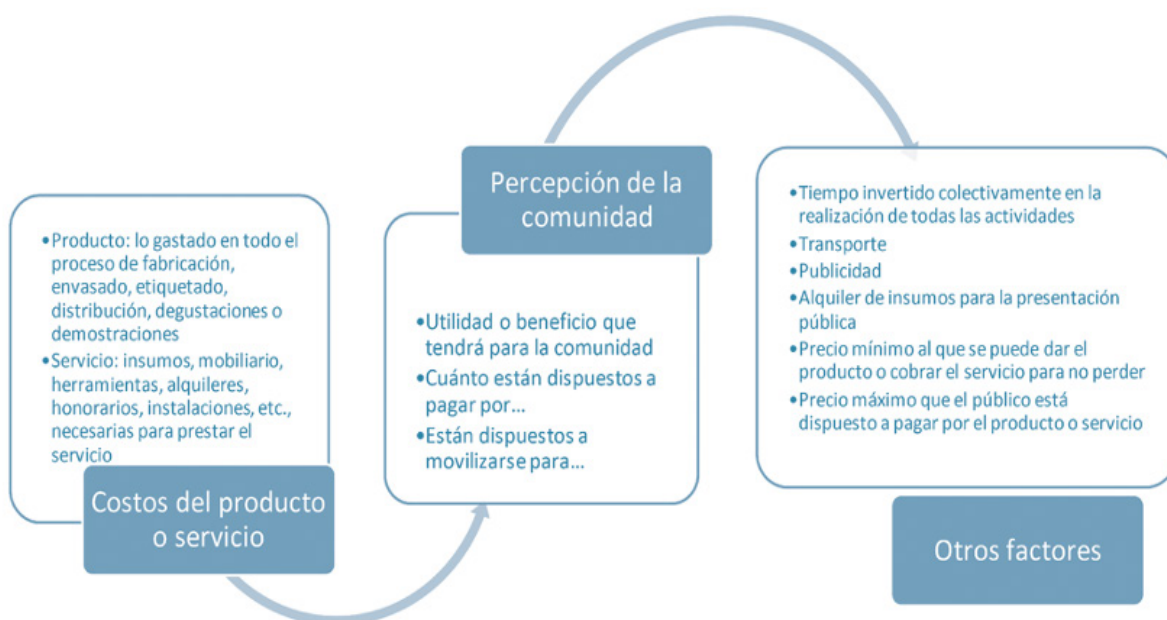 •Producto: lo gastado en todo el
proceso de fabricación,
envasado, etiquetado,
distribución, degustaciones o
demostraciones
•Servicio: insumos, mobiliario,
herramientas, alquileres,
honorarios, instalaciones, etc.,
necesarias para prestar el
servicio
Costos del producto
o servicio
Percepción de la
comunidad
•Utilidad o beneficio que
tendrá para la comunidad
•Cuánto están dispuestos a
pagar por...
•Están dispuestos a
movilizarse para...
•Tiempo invertido colectivamente en la
realización de todas las actividades
•Transporte
•Publicidad
•Alquiler de insumos para la presentación
pública
•Precio mínimo al que se puede dar el
producto o cobrar el servicio para no perder
•Precio máximo que el público está
dispuesto a pagar por el producto o servicio
Otros factores